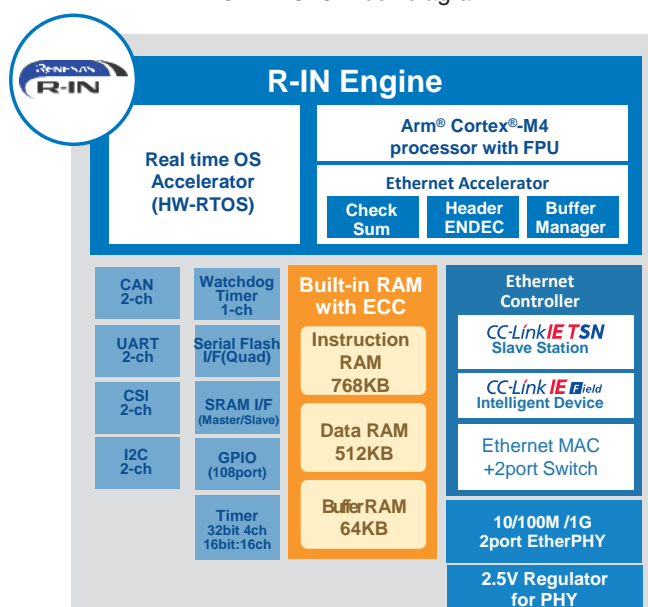 RENESAS
R-IN
R-IN Engine
Real time OS
Accelerator
(HW-RTOS)
Arm® Cortex®-M4
processor with FPU
Ethernet Accelerator
Check
Sum
Header
ENDEC
Buffer
Manager
CAN
2-ch
UART
2-ch
CSI
2-ch
I2C
2-ch
Watchdog
Timer
1-ch
Serial Flash
I/F(Quad)
SRAM I/F
(Master/Slave)
GPIO
(108port)
Timer
32bit 4ch
16bit:16ch
Built-in RAM
with ECC
Instruction
RAM
768KB
Data RAM
512KB
Buffer RAM
64KB
Ethernet
Controller
CC-Link IE TSN
Slave Station
CC-Link IE Field
Intelligent Device
Ethernet MAC
+2port Switch
10/100M /1G
2port EtherPHY
2.5V Regulator
for PHY